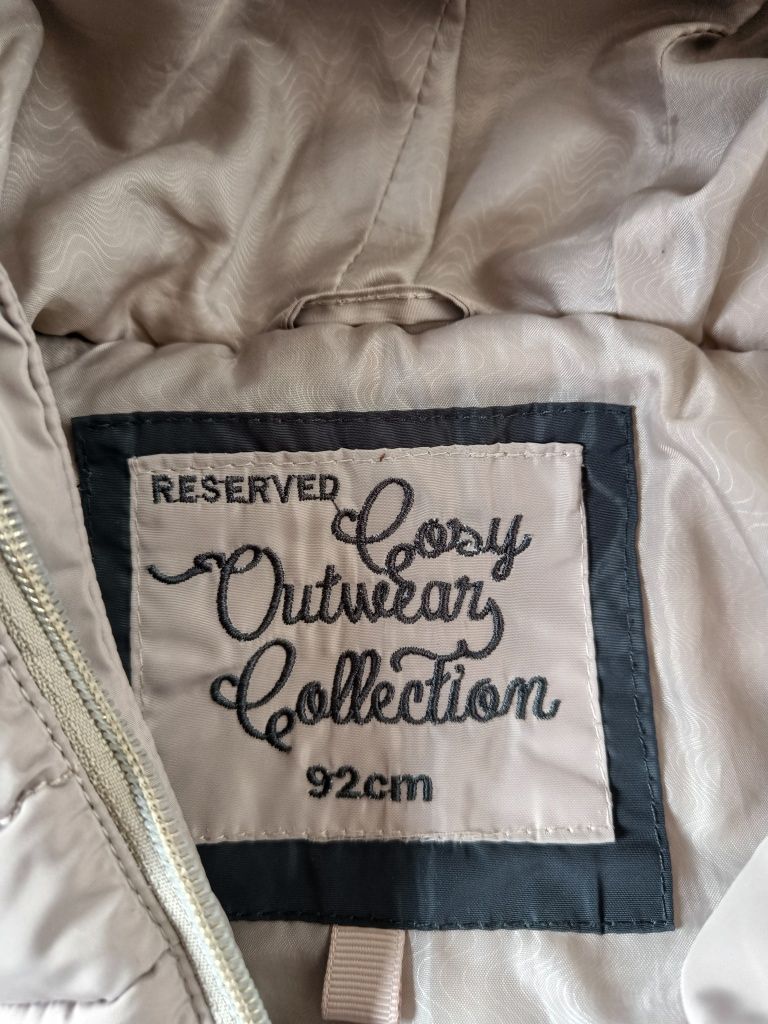 RESERVED Cosy
Outwear
Collection
92cm